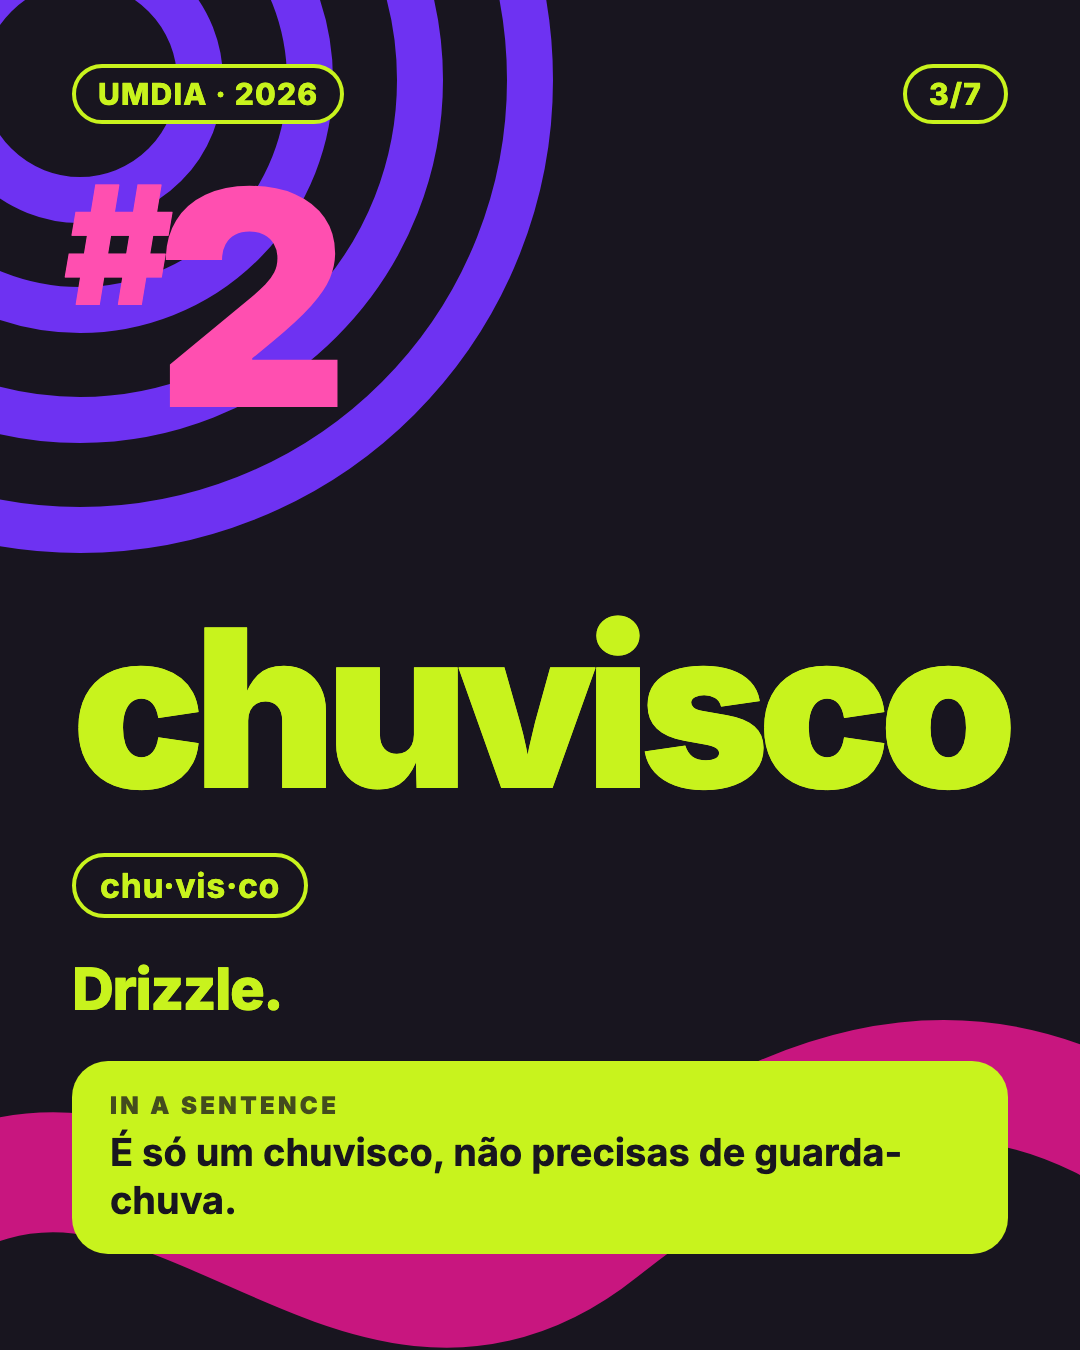 UMDIA · 2026
3/7
#2
chuvisco
chu·vis·co
Drizzle.
IN A SENTENCE
É só um chuvisco, não precisas de guarda-
chuva.